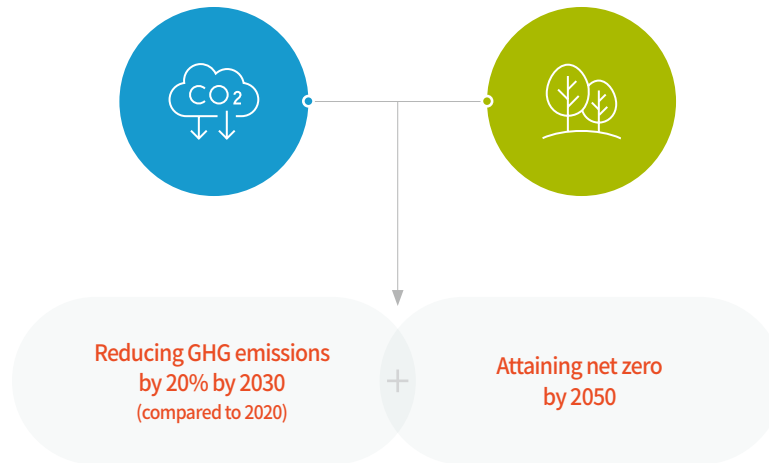 CO2
Reducing GHG emissions
by 20% by 2030
(compared to 2020)
+
Attaining net zero
by 2050